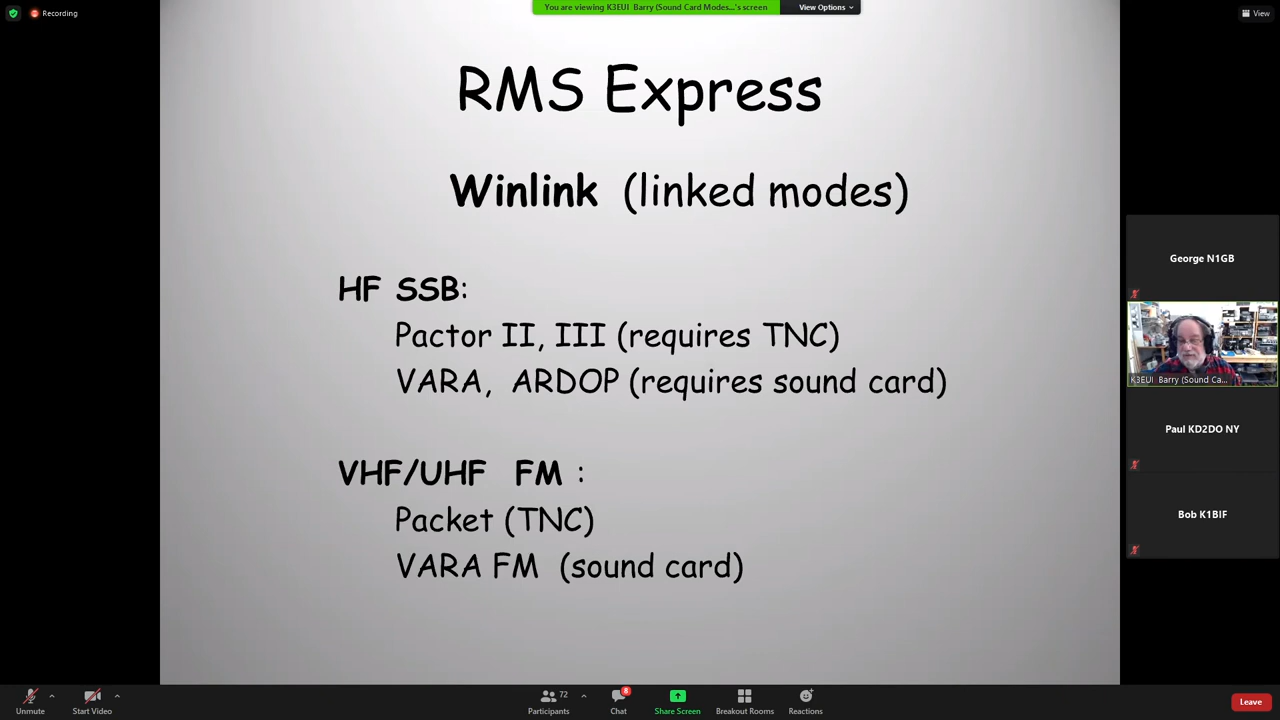 Recording
You are viewing K3EUI Barry (Sound Card Modes...'s screen
View Options
View
RMS Express
Winlink (linked modes)
HF SSB:
Pactor II, III (requires TNC)
VARA, ARDOP (requires sound card)
VHF/UHF FM :
Packet (TNC)
VARA FM (sound card)
George N1GB
K3EUI Barry (Sound Ca...
Paul KD2DO NY
Bob K1BIF
Unmute
Start Video
72
Participants
8
Chat
Share Screen
Breakout Rooms
Reactions
Leave